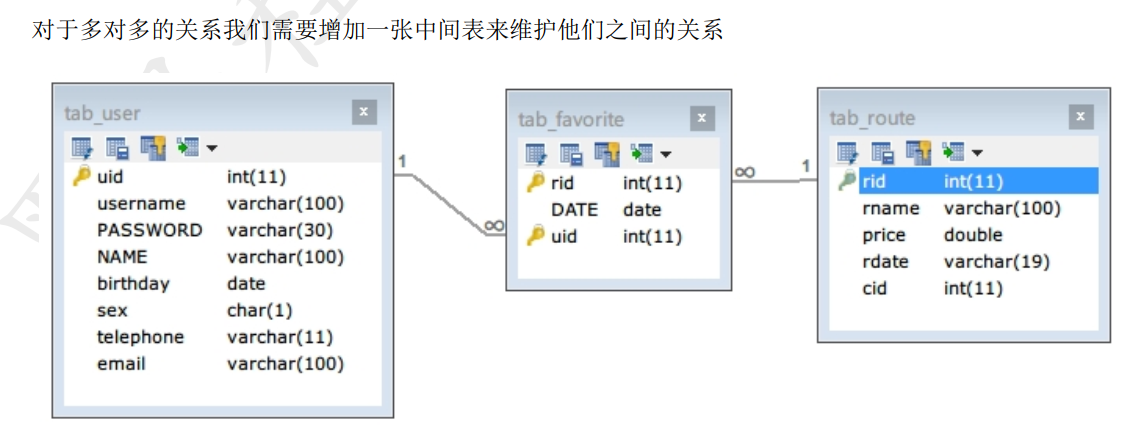 对于多对多的关系我们需要增加一张中间表来维护他们之间的关系
tab_user x
uid int(11)
username varchar(100)
PASSWORD varchar(30)
NAME varchar(100)
birthday date
sex char(1)
telephone varchar(11)
email varchar(100)
1
∞
tab_favorite x
rid int(11)
DATE date
uid int(11)
∞
1
tab_route x
rid int(11)
rname varchar(100)
price double
rdate varchar(19)
cid int(11)